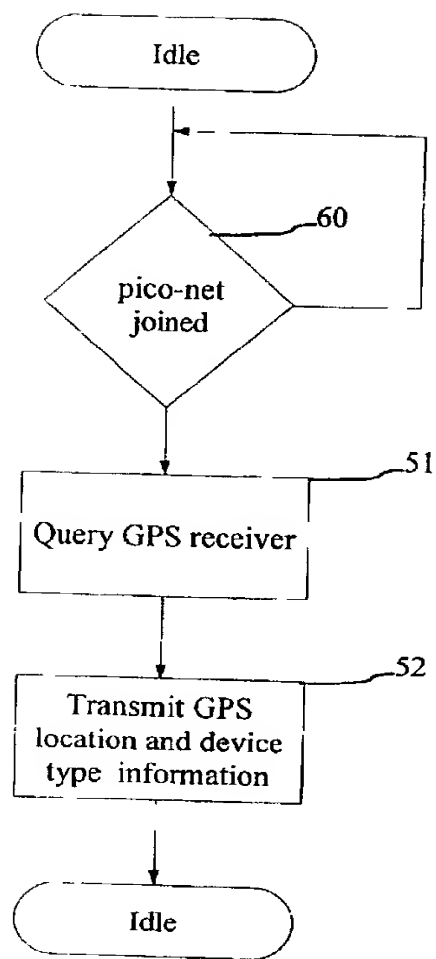 Idle
60
pico-net
joined
51
Query GPS receiver
52
Transmit GPS
location and device
type information
Idle